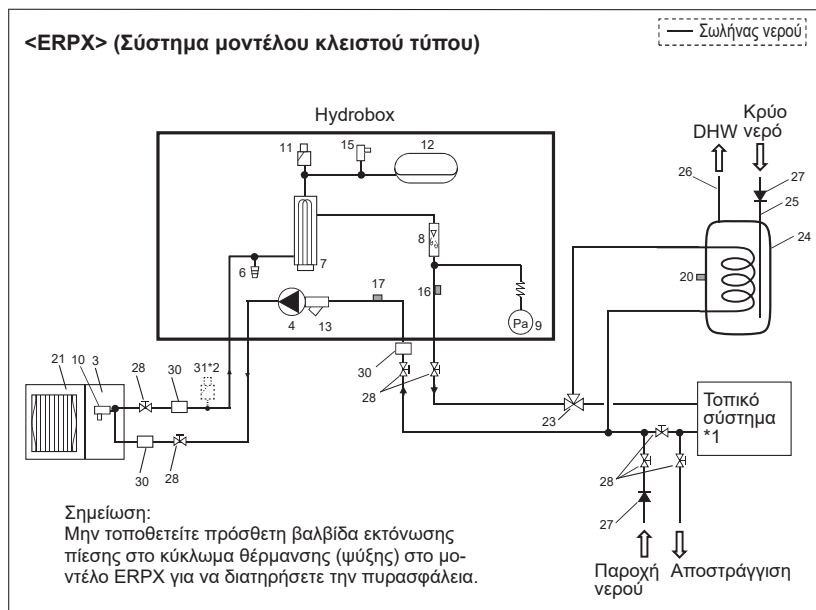 <ERPX> (Σύστημα μοντέλου κλειστού τύπου)
Σωλήνας νερού
Hydrobox
DHW
Κρύο
νερό
11
15
12
26
27
25
24
8
7
6
17
16
20
4
13
Pa 9
21
10
3
28
30
31*2
30
28
23
Τοπικό
σύστημα
*1
30
28
28
27
Σημείωση:
Μην τοποθετείτε πρόσθετη βαλβίδα εκτόνωσης
πίεσης στο κύκλωμα θέρμανσης (ψύξης) στο μο-
ντέλο ERPX για να διατηρήσετε την πυρασφάλεια.
Παροχή
νερού
Αποστράγγιση